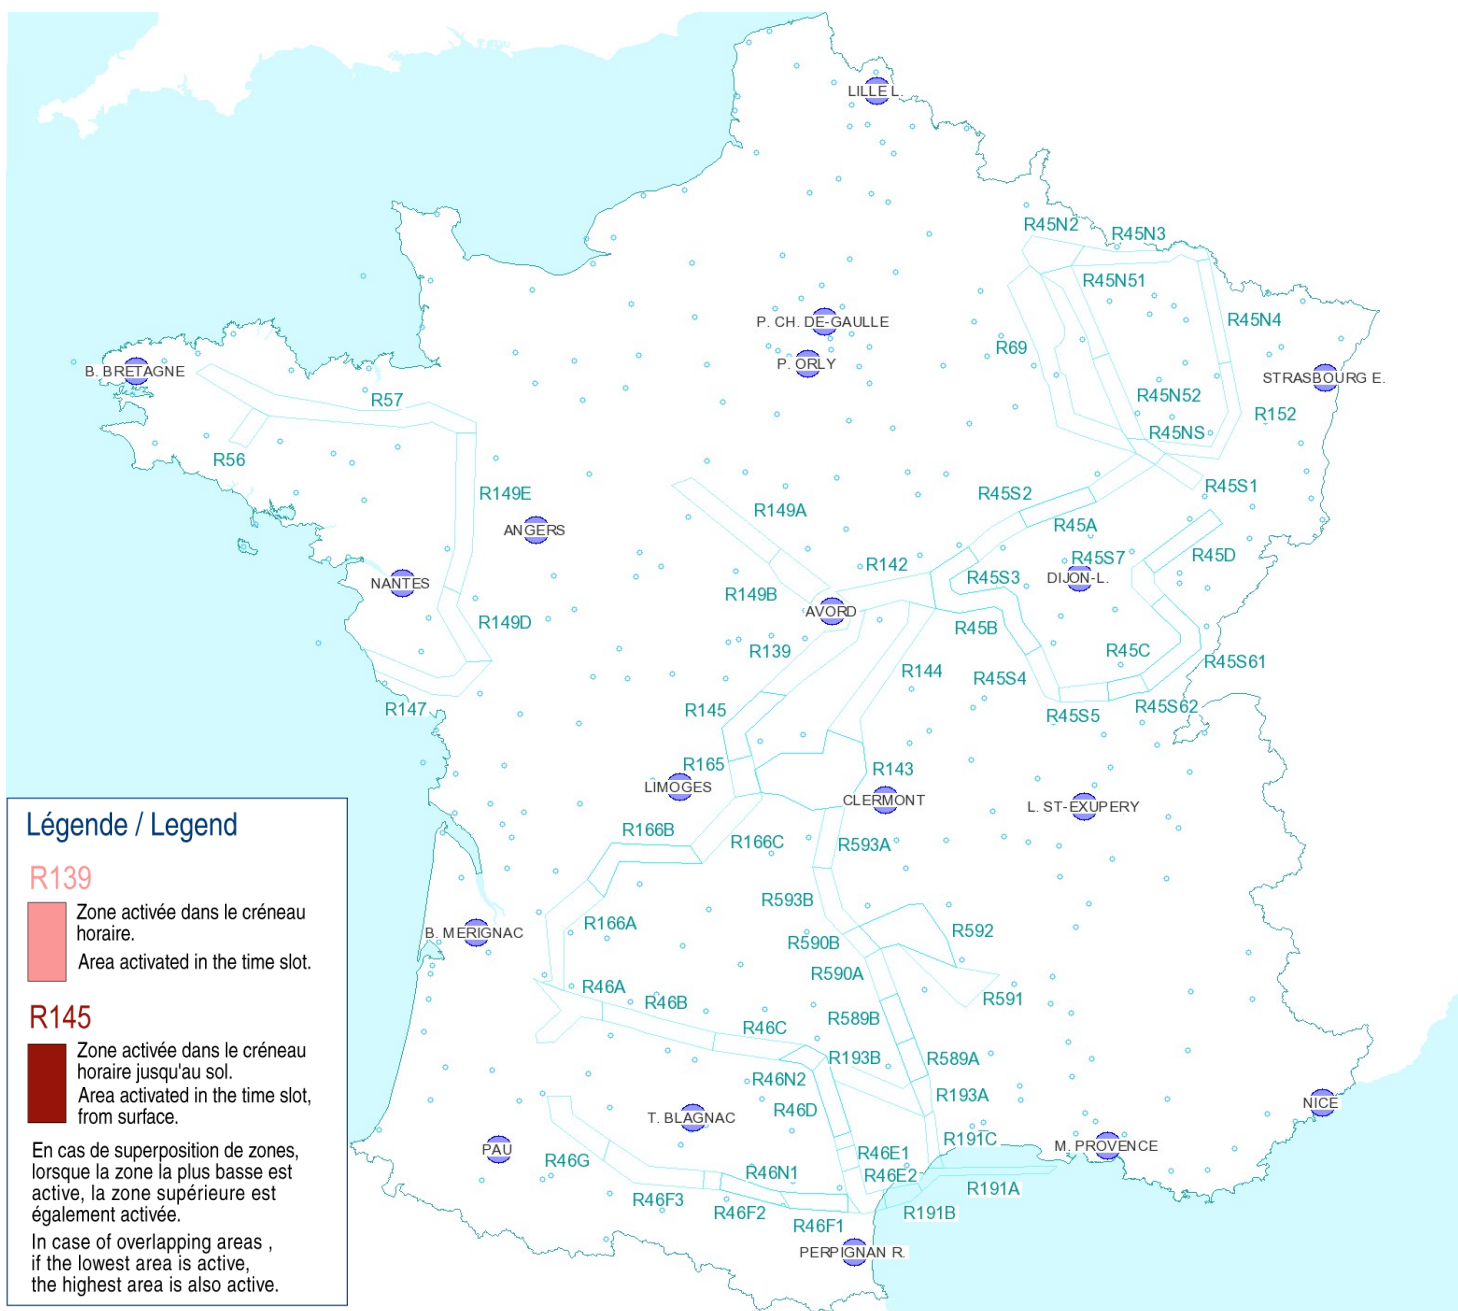 LILLE L.
R45N2
R45N3
R45N51
P. CH. DE-GAULLE
R45N4
R69
P. ORLY
B. BRETAGNE
STRASBOURG E.
R57
R45N52
R152
R45NS
R56
R149E
R45S2
R45S1
R149A
ANGERS
R45A
R45S7
R45D
R142
NANTES
R45S3
DIJON-L.
R149B
AVORD
R149D
R45B
R139
R45C
R45S61
R144
R45S4
R147
R145
R45S5
R45S62
R165
R143
LIMOGES
CLERMONT
L. ST-EXUPERY
R166B
R166C
R593A
R593B
R166A
B. MERIGNAC
R590B
R592
R590A
R46A
R46B
R591
R46C
R589B
R193B
R589A
R46N2
R193A
R46D
T. BLAGNAC
NICE
R191C
M. PROVENCE
PAU
R46G
R46E1
R46N1
R46E2
R191A
R46F3
R46F2
R191B
R46F1
PERPIGNAN R.
Légende / Legend
R139
Zone activée dans le créneau
horaire.
Area activated in the time slot.
R145
Zone activée dans le créneau
horaire jusqu'au sol.
Area activated in the time slot,
from surface.
En cas de superposition de zones,
lorsque la zone la plus basse est
active, la zone supérieure est
également activée.
In case of overlapping areas ,
if the lowest area is active,
the highest area is also active.